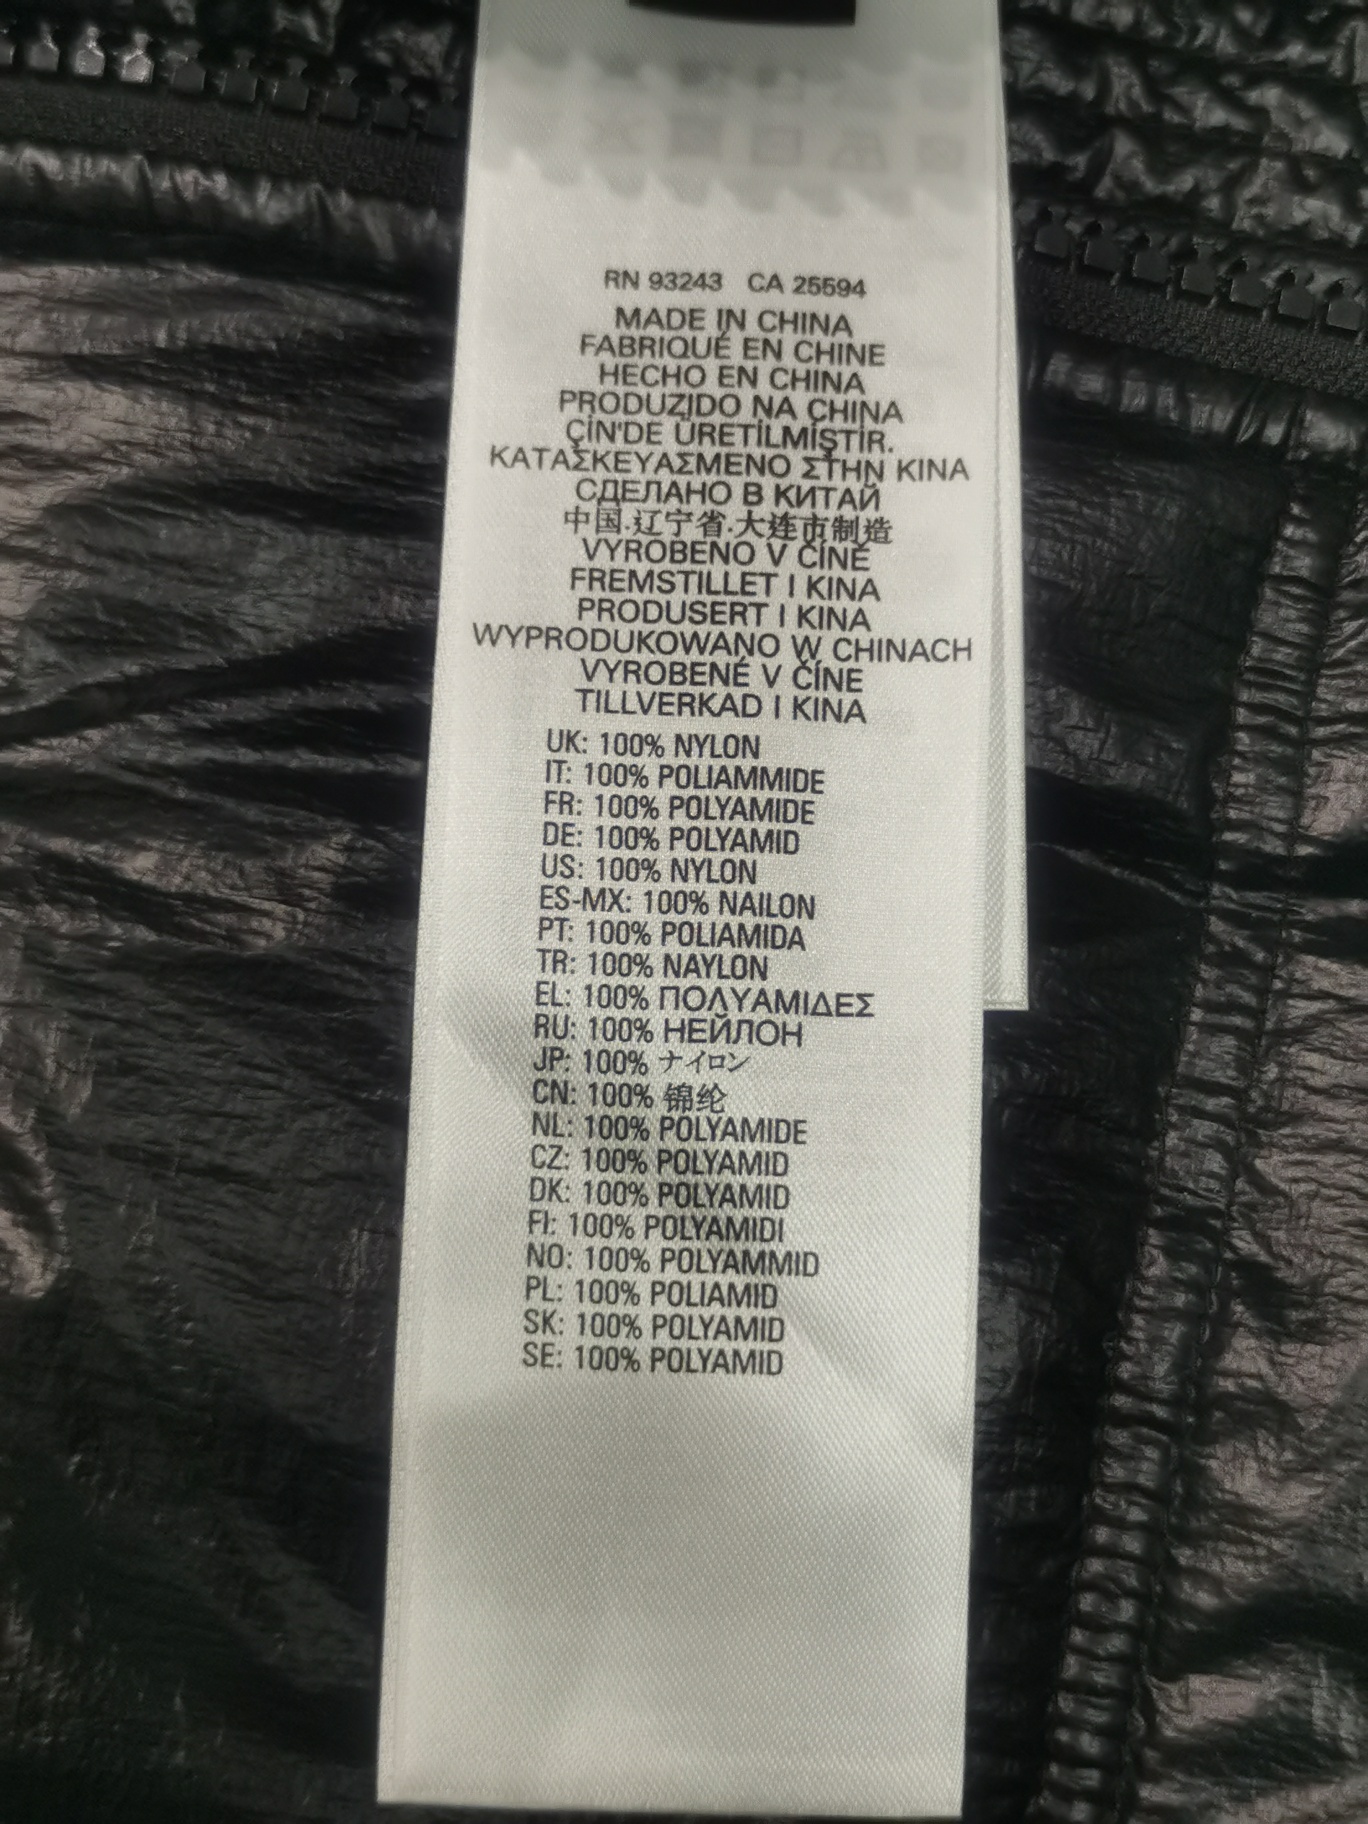 RN 93243 CA 25594
MADE IN CHINA
FABRIQUÉ EN CHINE
HECHO EN CHINA
PRODUZIDO NA CHINA
ÇİN'DE ÜRETİLMİŞTİR.
ΚΑΤΑΣΚΕΥΑΣΜΕΝΟ ΣΤΗΝ ΚΙΝΑ
СДЕЛАНО В КИТАЙ
中国.辽宁省.大连市制造
VYROBENO V ČÍNĚ
FREMSTILLET I KINA
PRODUSERT I KINA
WYPRODUKOWANO W CHINACH
VYROBENÉ V ČÍNE
TILLVERKAD I KINA
UK: 100% NYLON
IT: 100% POLIAMMIDE
FR: 100% POLYAMIDE
DE: 100% POLYAMID
US: 100% NYLON
ES-MX: 100% NAILON
PT: 100% POLIAMIDA
TR: 100% NAYLON
EL: 100% ΠΟΛΥΑΜΙΔΕΣ
RU: 100% НЕЙЛОН
JP: 100% ナイロン
CN: 100% 锦纶
NL: 100% POLYAMIDE
CZ: 100% POLYAMID
DK: 100% POLYAMID
FI: 100% POLYAMIDI
NO: 100% POLYAMMID
PL: 100% POLIAMID
SK: 100% POLYAMID
SE: 100% POLYAMID